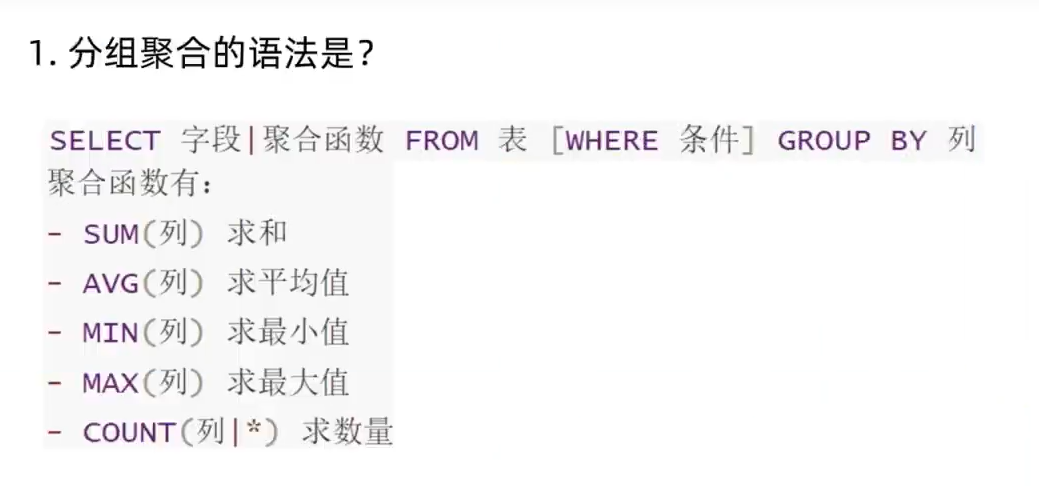 1. 分组聚合的语法是?
SELECT 字段|聚合函数 FROM 表 [WHERE 条件] GROUP BY 列
聚合函数有:
- SUM(列) 求和
- AVG(列) 求平均值
- MIN(列) 求最小值
- MAX(列) 求最大值
- COUNT(列|*) 求数量